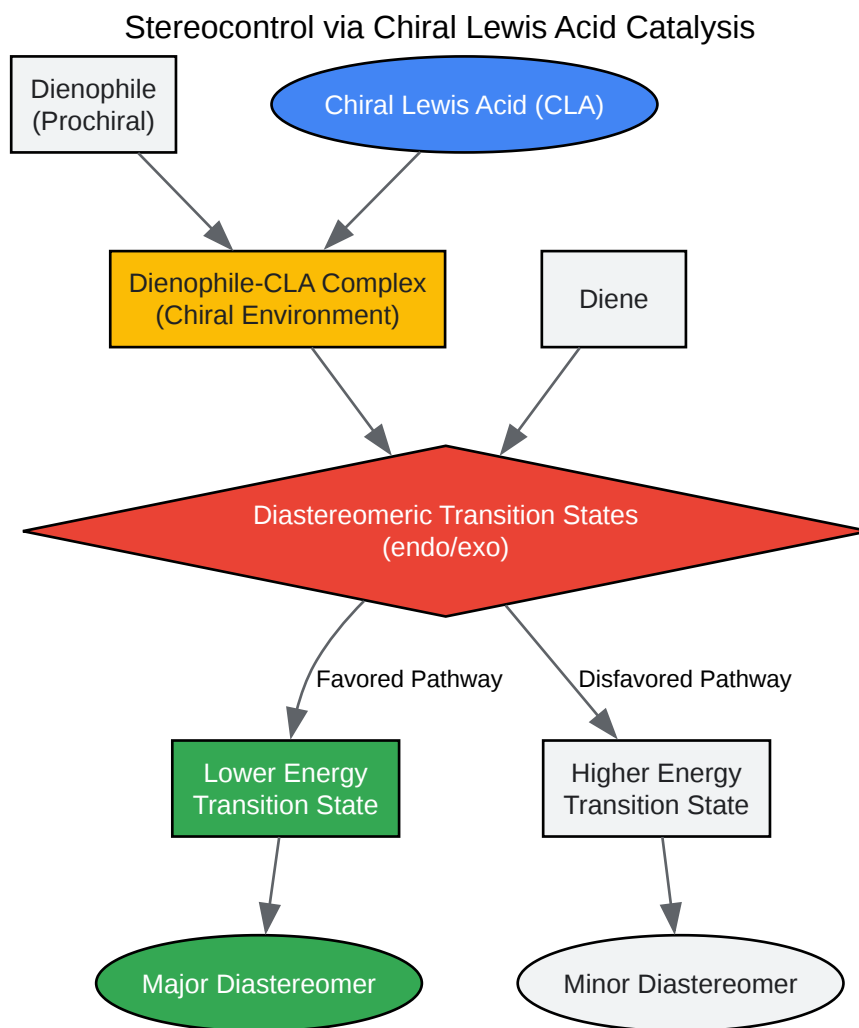 Stereocontrol via Chiral Lewis Acid Catalysis
Dienophile
(Prochiral)
Chiral Lewis Acid (CLA)
Dienophile-CLA Complex
(Chiral Environment)
Diene
Diastereomeric Transition States
(endo/exo)
Favored Pathway
Disfavored Pathway
Lower Energy
Transition State
Higher Energy
Transition State
Major Diastereomer
Minor Diastereomer